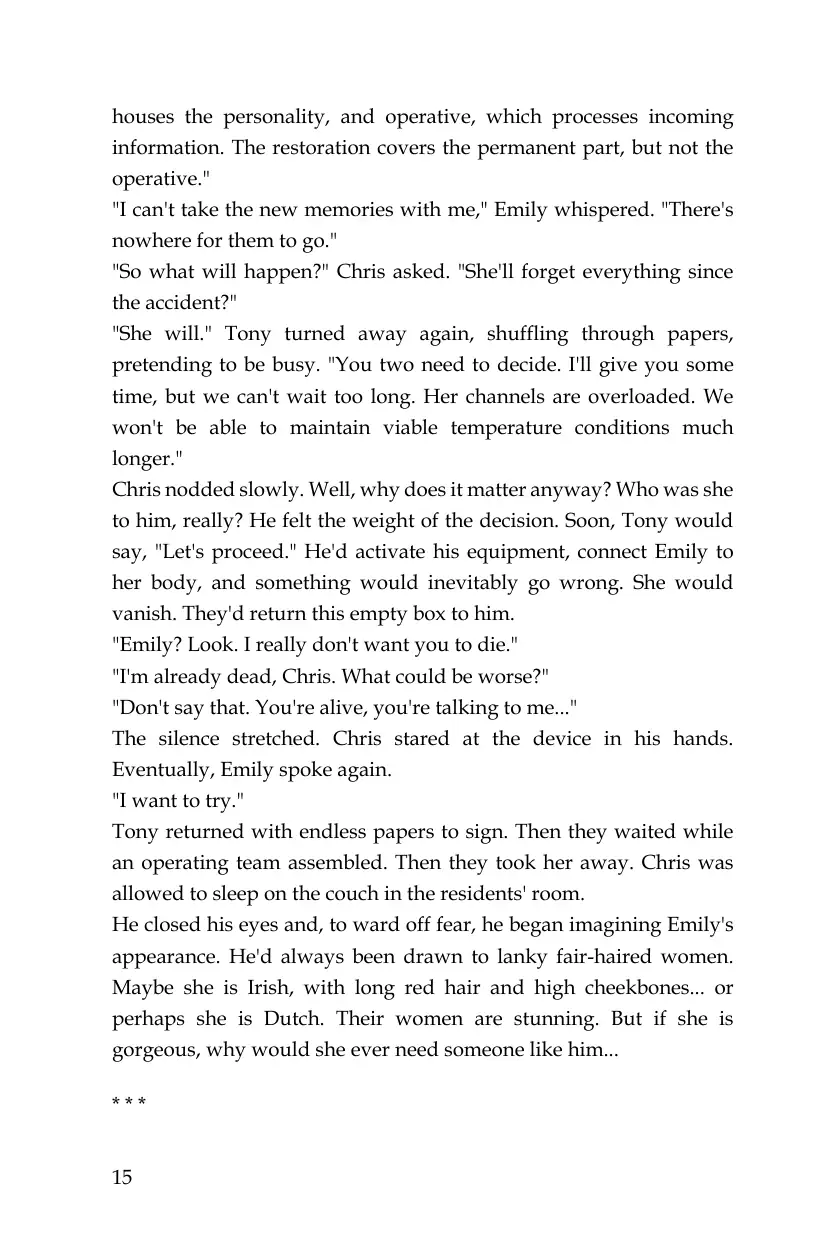 houses the personality, and operative, which processes incoming
information. The restoration covers the permanent part, but not the
operative."
"I can't take the new memories with me," Emily whispered. "There's
nowhere for them to go."
"So what will happen?" Chris asked. "She'll forget everything since
the accident?"
"She will." Tony turned away again, shuffling through papers,
pretending to be busy. "You two need to decide. I'll give you some
time, but we can't wait too long. Her channels are overloaded. We
won't be able to maintain viable temperature conditions much
longer."
Chris nodded slowly. Well, why does it matter anyway? Who was she
to him, really? He felt the weight of the decision. Soon, Tony would
say, "Let's proceed." He'd activate his equipment, connect Emily to
her body, and something would inevitably go wrong. She would
vanish. They'd return this empty box to him.
"Emily? Look. I really don't want you to die."
"I'm already dead, Chris. What could be worse?"
"Don't say that. You're alive, you're talking to me..."
The silence stretched. Chris stared at the device in his hands.
Eventually, Emily spoke again.
"I want to try."
Tony returned with endless papers to sign. Then they waited while
an operating team assembled. Then they took her away. Chris was
allowed to sleep on the couch in the residents' room.
He closed his eyes and, to ward off fear, he began imagining Emily's
appearance. He'd always been drawn to lanky fair-haired women.
Maybe she is Irish, with long red hair and high cheekbones... or
perhaps she is Dutch. Their women are stunning. But if she is
gorgeous, why would she ever need someone like him...
* * *
15